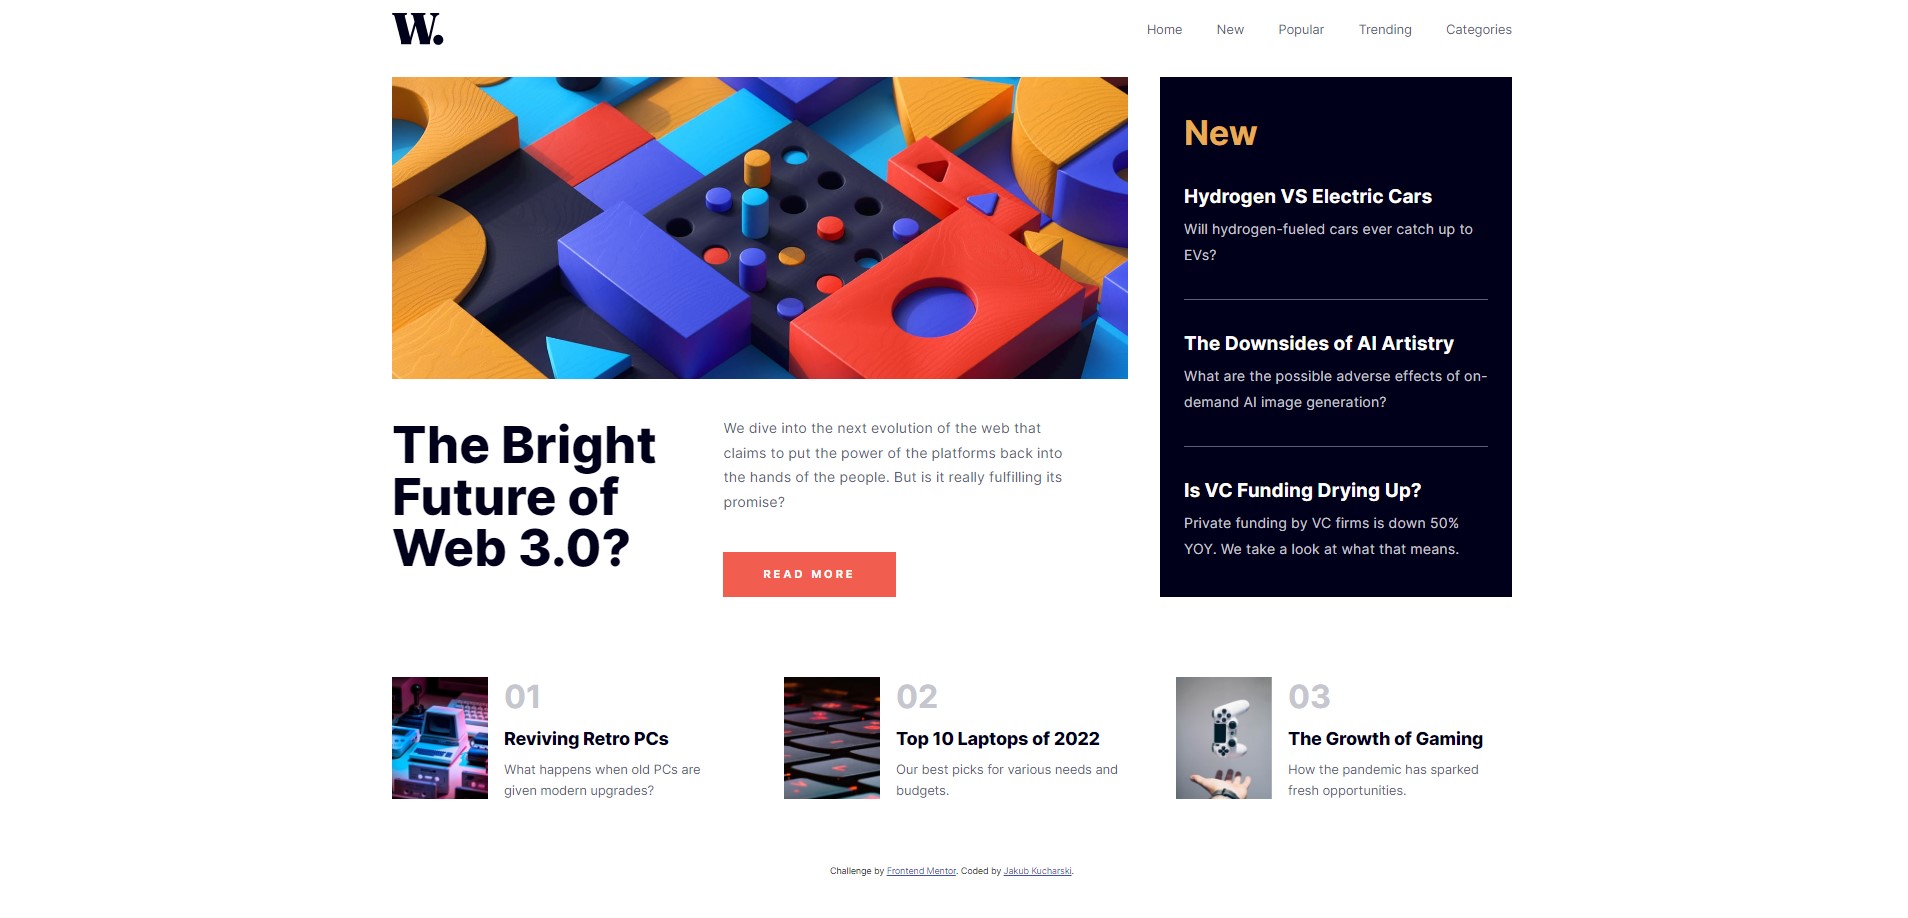 W.
Home New Popular Trending Categories
New
Hydrogen VS Electric Cars
Will hydrogen-fueled cars ever catch up to
EVs?
The Downsides of AI Artistry
What are the possible adverse effects of on-
demand AI image generation?
Is VC Funding Drying Up?
Private funding by VC firms is down 50%
YOY. We take a look at what that means.
The Bright
Future of
Web 3.0?
We dive into the next evolution of the web that
claims to put the power of the platforms back into
the hands of the people. But is it really fulfilling its
promise?
READ MORE
01
Reviving Retro PCs
What happens when old PCs are
given modern upgrades?
02
Top 10 Laptops of 2022
Our best picks for various needs and
budgets.
03
The Growth of Gaming
How the pandemic has sparked
fresh opportunities.
Challenge by Frontend Mentor. Coded by Jakub Kucharski.